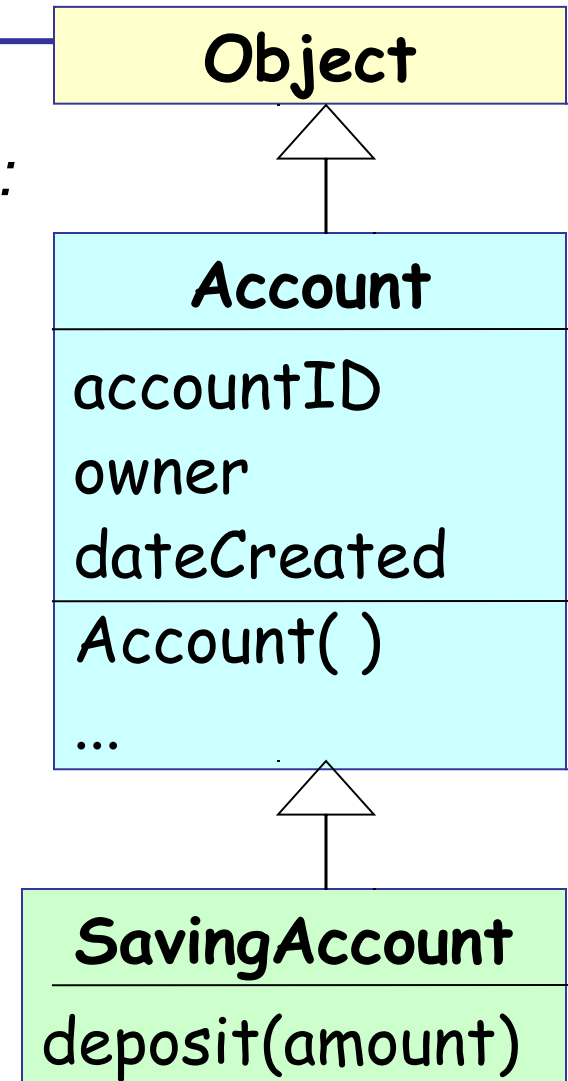 Object
:
Account
accountID
owner
dateCreated
Account( )
...
SavingAccount
deposit(amount)